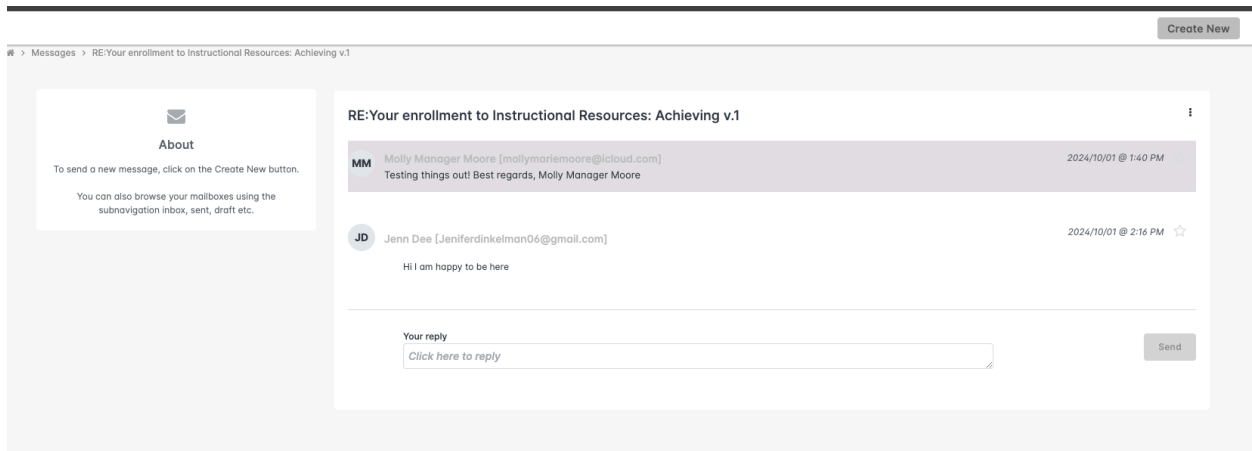 Create New
> Messages > RE:Your enrollment to Instructional Resources: Achieving v.1
About
To send a new message, click on the Create New button.
You can also browse your mailboxes using the
subnavigation inbox, sent, draft etc.
RE:Your enrollment to Instructional Resources: Achieving v.1
MM
Molly Manager Moore [mollymariemoore@icloud.com]
2024/10/01 @ 1:40 PM
Testing things out! Best regards, Molly Manager Moore
JD
Jenn Dee [Jeniferdinkelman06@gmail.com]
2024/10/01 @ 2:16 PM
Hi I am happy to be here
Your reply
Click here to reply
Send